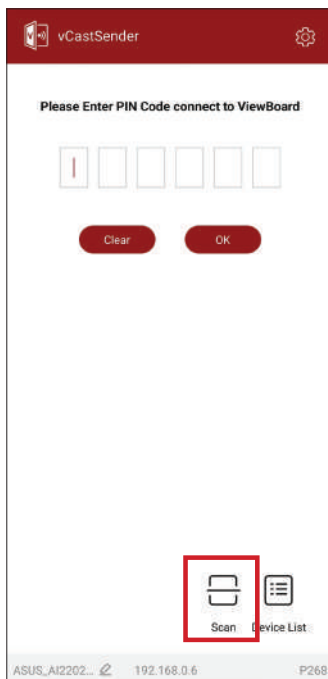 vCastSender
Please Enter PIN Code connect to ViewBoard
Clear OK
Scan Device List
ASUS_AI2202... 192.168.0.6 P268